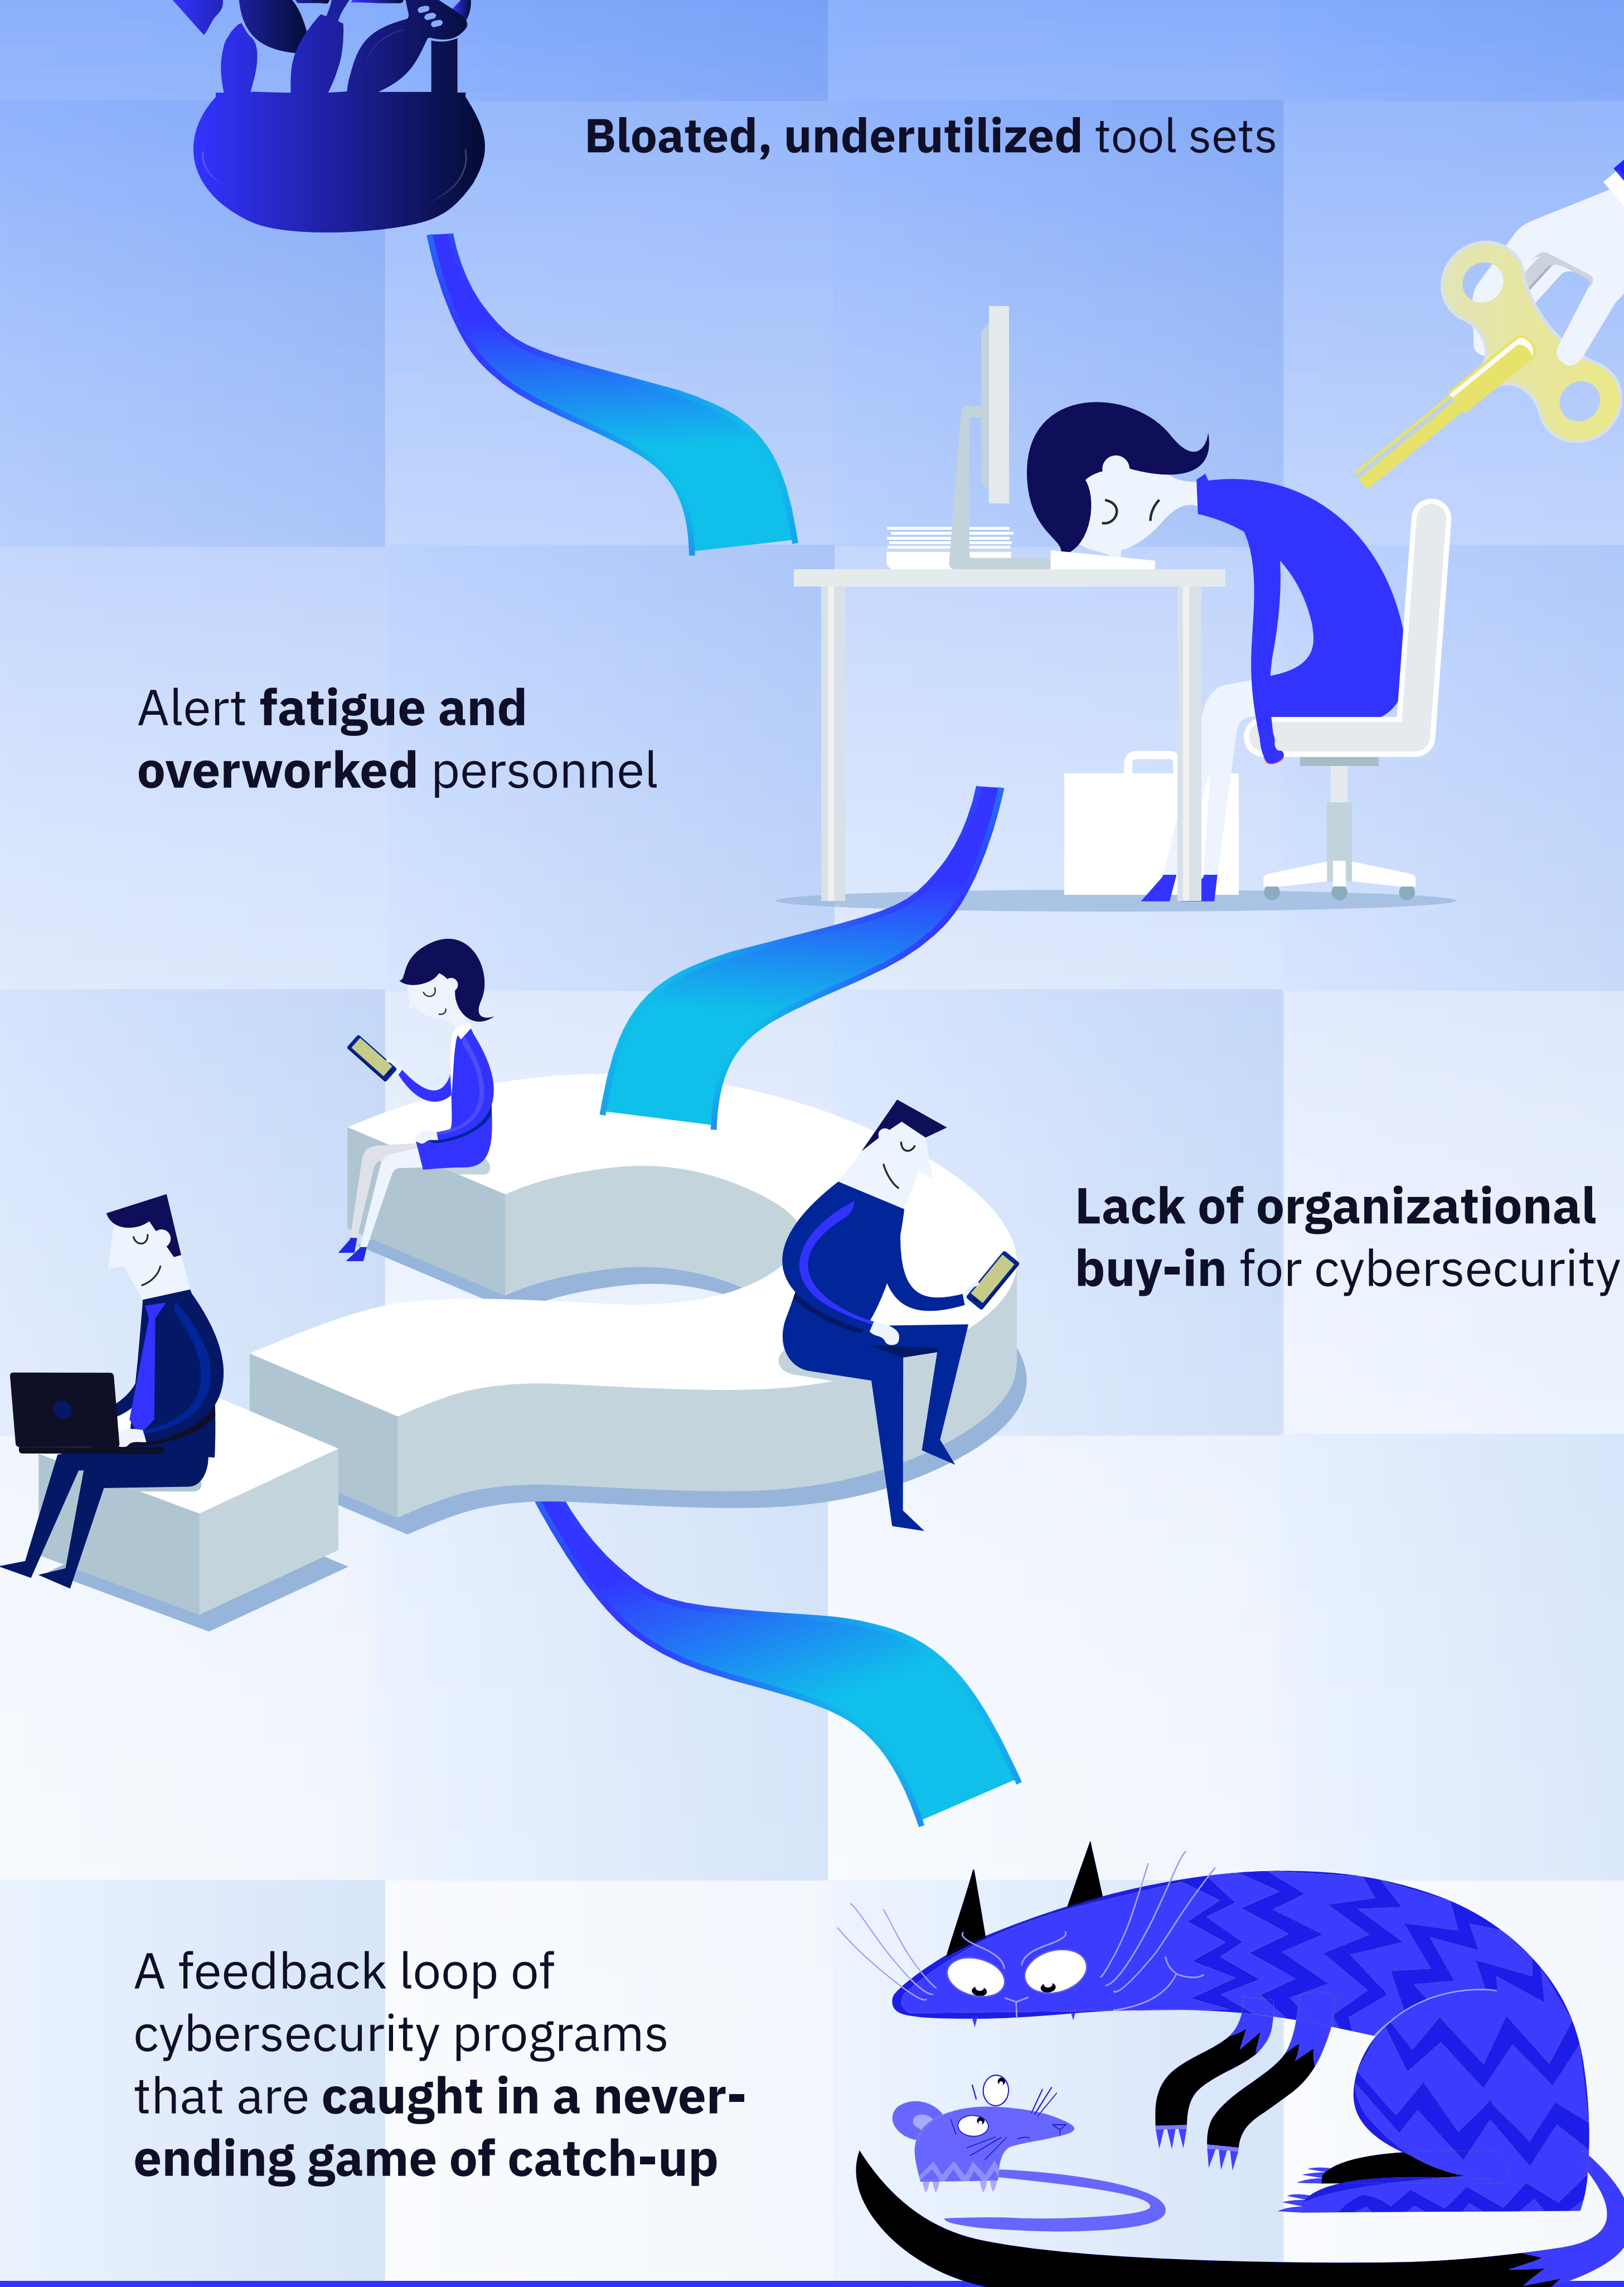 Bloated, underutilized tool sets
Alert fatigue and
overworked personnel
Lack of organizational
buy-in for cybersecurity
A feedback loop of
cybersecurity programs
that are caught in a never-
ending game of catch-up